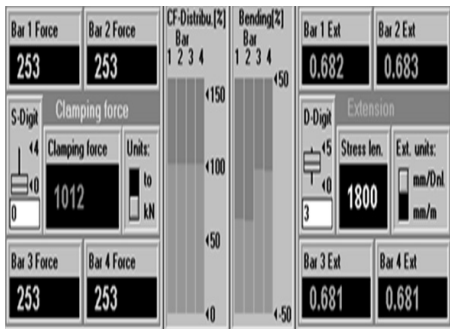 CF-Distribu.[%] Bending[%]
Bar 1 Force Bar 2 Force Bar Bar Bar 1 Ext Bar 2 Ext
1 2 3 4 1 2 3 4
253 253 0.682 0.683
150 +50
S-Digit Clamping force D-Digit Extension
4 Clamping force Units: 5 Stress len. Ext. units:
to 100 mm/Dnl
0 1012 kN 0 1800 mm/m
0 3
50
Bar 3 Force Bar 4 Force Bar 3 Ext Bar 4 Ext
253 253 0.681 0.681
0 -50